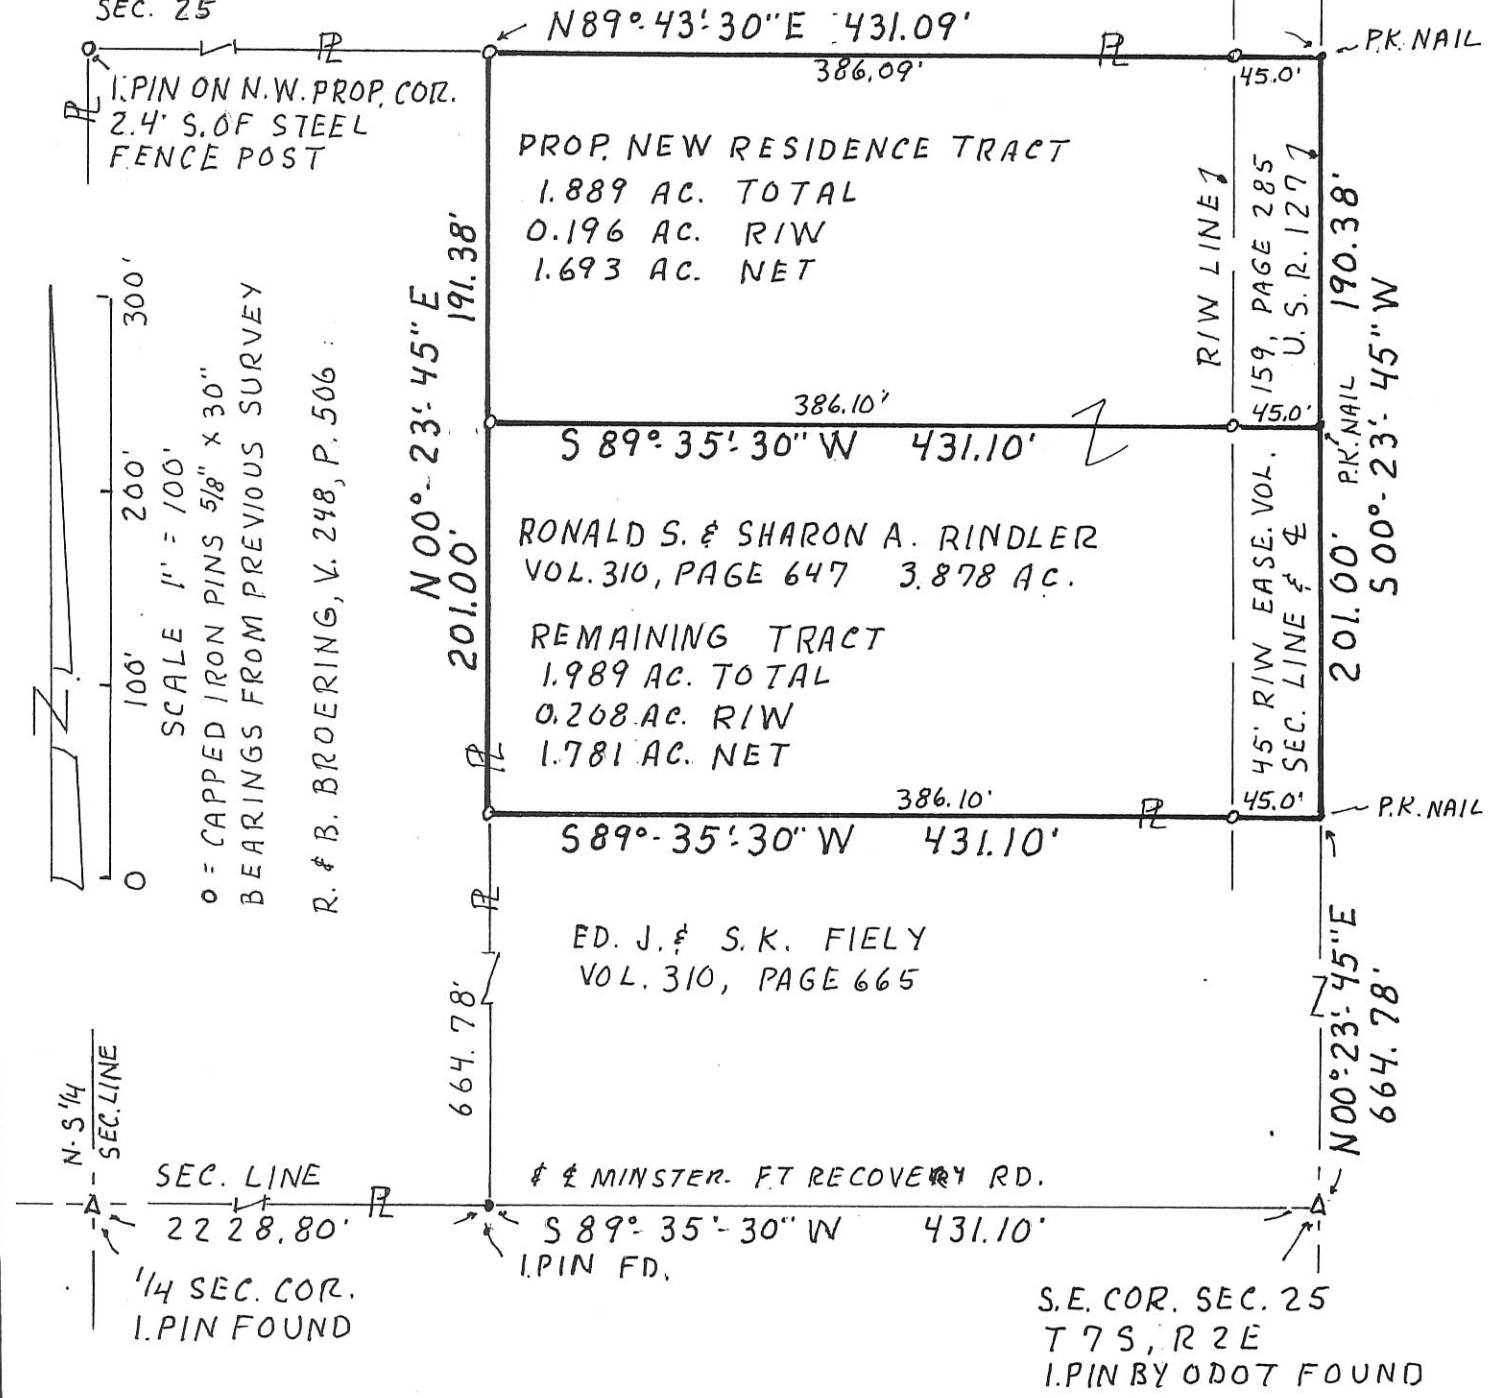 SEC. 25
N89°-43'-30"E 431.09'
P.K. NAIL
386.09'
45.0'
I.PIN ON N.W. PROP. COR.
2.4' S. OF STEEL
FENCE POST
PROP. NEW RESIDENCE TRACT
1.889 AC. TOTAL
0.196 AC. R/W
1.693 AC. NET
R/W LINE
159, PAGE 285
U.S.R. 127
190.38'
S00°-23'-45"W
191.38'
N00°-23'-45"E
201.00'
386.10'
45.0'
S 89°-35'-30"W 431.10'
P.K. NAIL
RONALD S. & SHARON A. RINDLER
VOL. 310, PAGE 647 3.878 AC.
REMAINING TRACT
1.989 AC. TOTAL
0.208 AC. R/W
1.781 AC. NET
45' R/W EASE. VOL.
SEC. LINE & ℄
201.00'
386.10'
45.0'
P.K. NAIL
S89°-35'-30"W 431.10'
N
0 100' 200' 300'
SCALE 1" = 100'
o = CAPPED IRON PINS 5/8" X 30"
BEARINGS FROM PREVIOUS SURVEY
R. & B. BROERING, V. 248, P. 506
ED. J. & S.K. FIELY
VOL. 310, PAGE 665
664.78'
N00°-23'-45"E
664.78'
N-S 1/4
SEC. LINE
SEC. LINE
2228.80'
& ℄ MINSTER-FT RECOVERY RD.
S 89°-35'-30"W 431.10'
I.PIN FD.
1/4 SEC. COR.
I.PIN FOUND
S.E. COR. SEC. 25
T 7 S, R 2 E
I.PIN BY ODOT FOUND